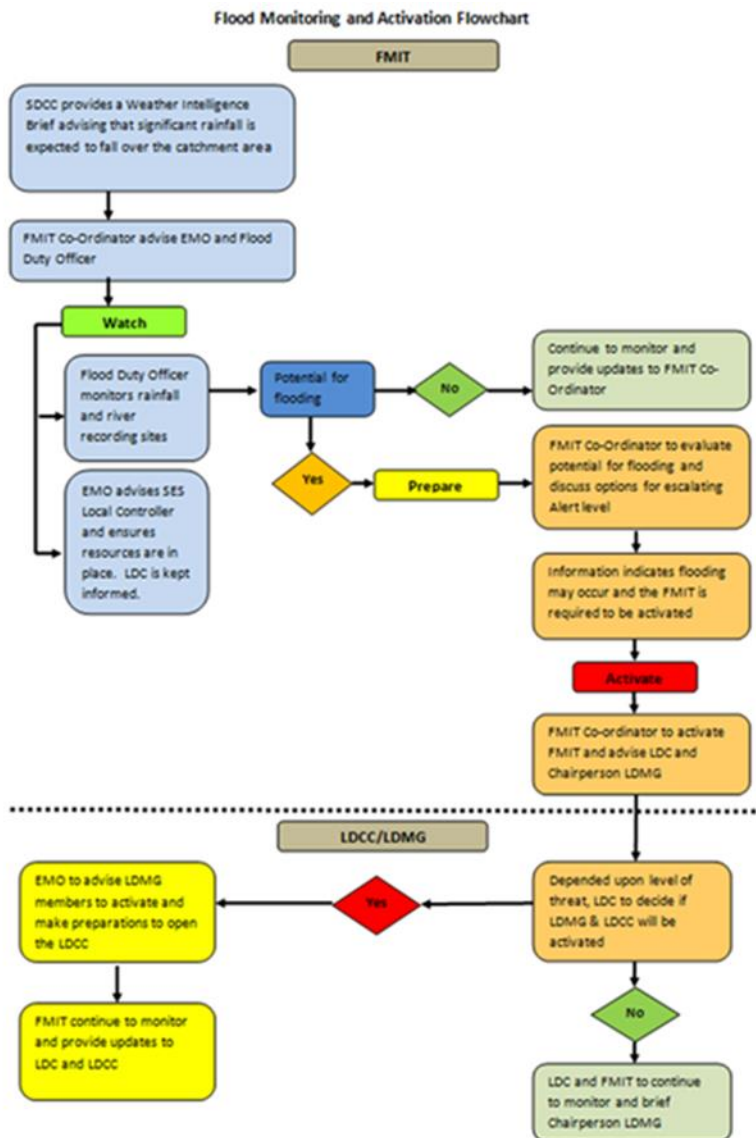 Flood Monitoring and Activation Flowchart
FMIT
SDCC provides a Weather Intelligence
Brief advising that significant rainfall is
expected to fall over the catchment area
FMIT Co-Ordinator advise EMO and Flood
Duty Officer
Watch
Flood Duty Officer
monitors rainfall
and river
recording sites
Potential for
flooding
No
Continue to monitor and
provide updates to FMIT Co-
Ordinator
Yes
Prepare
FMIT Co-Ordinator to evaluate
potential for flooding and
discuss options for escalating
Alert level
EMO advises SES
Local Controller
and ensures
resources are in
place. LDC is kept
informed.
Information indicates flooding
may occur and the FMIT is
required to be activated
Activate
FMIT Co-ordinator to activate
FMIT and advise LDC and
Chairperson LDMG
LDCC/LDMG
Depended upon level of
threat, LDC to decide if
LDMG & LDCC will be
activated
Yes
EMO to advise LDMG
members to activate and
make preparations to open
the LDCC
FMIT continue to monitor
and provide updates to
LDC and LDCC
No
LDC and FMIT to continue
to monitor and brief
Chairperson LDMG